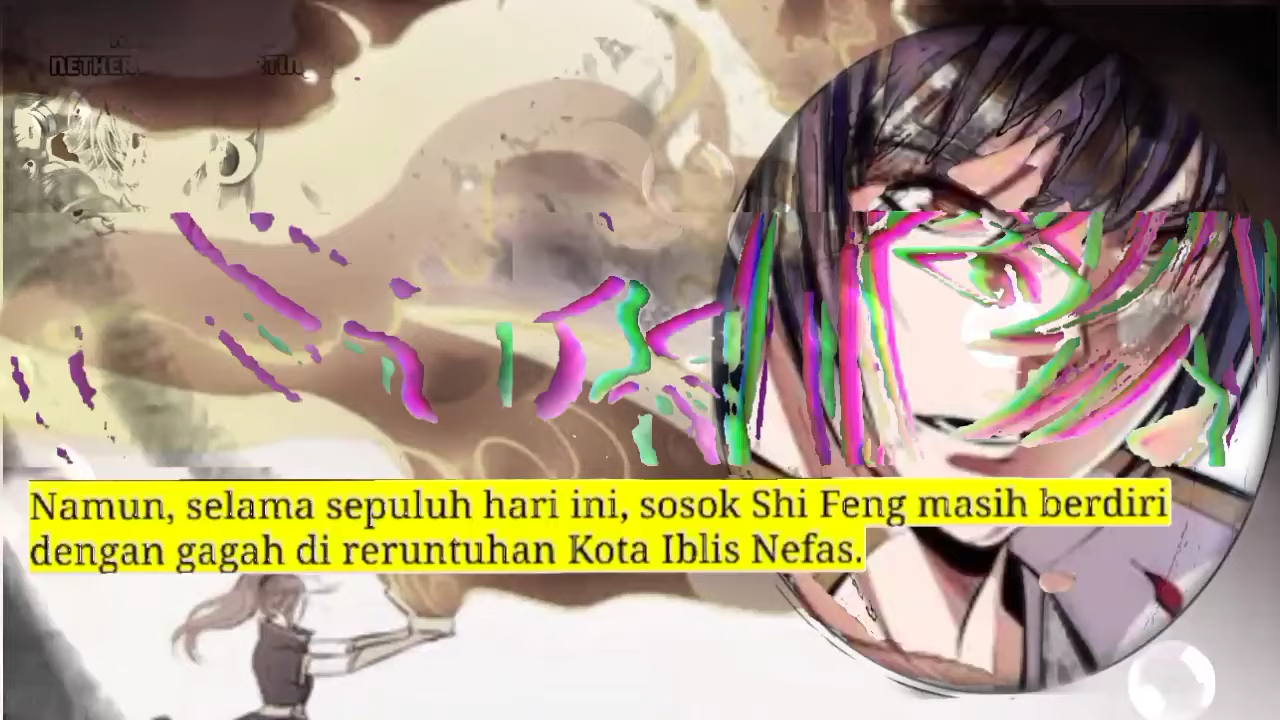 Namun, selama sepuluh hari ini, sosok Shi Feng masih berdiri
dengan gagah di reruntuhan Kota Iblis Nefas.